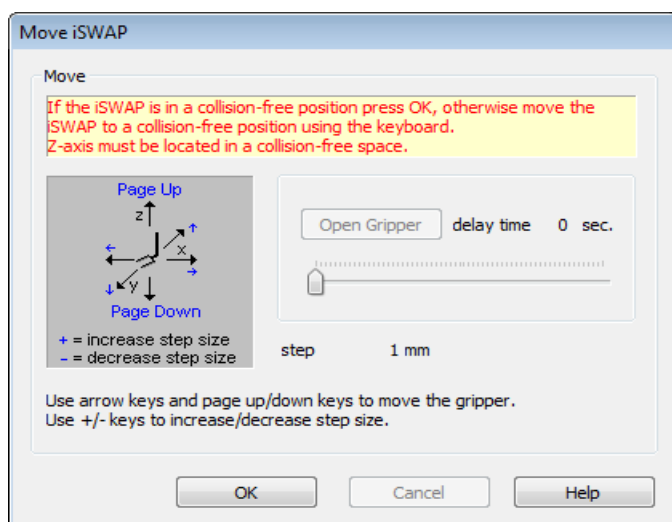 Move iSWAP
Move
If the iSWAP is in a collision-free position press OK, otherwise move the
iSWAP to a collision-free position using the keyboard.
Z-axis must be located in a collision-free space.
Page Up
z
x
y
Page Down
+ = increase step size
- = decrease step size
Open Gripper delay time 0 sec.
step 1 mm
Use arrow keys and page up/down keys to move the gripper.
Use +/- keys to increase/decrease step size.
OK Cancel Help